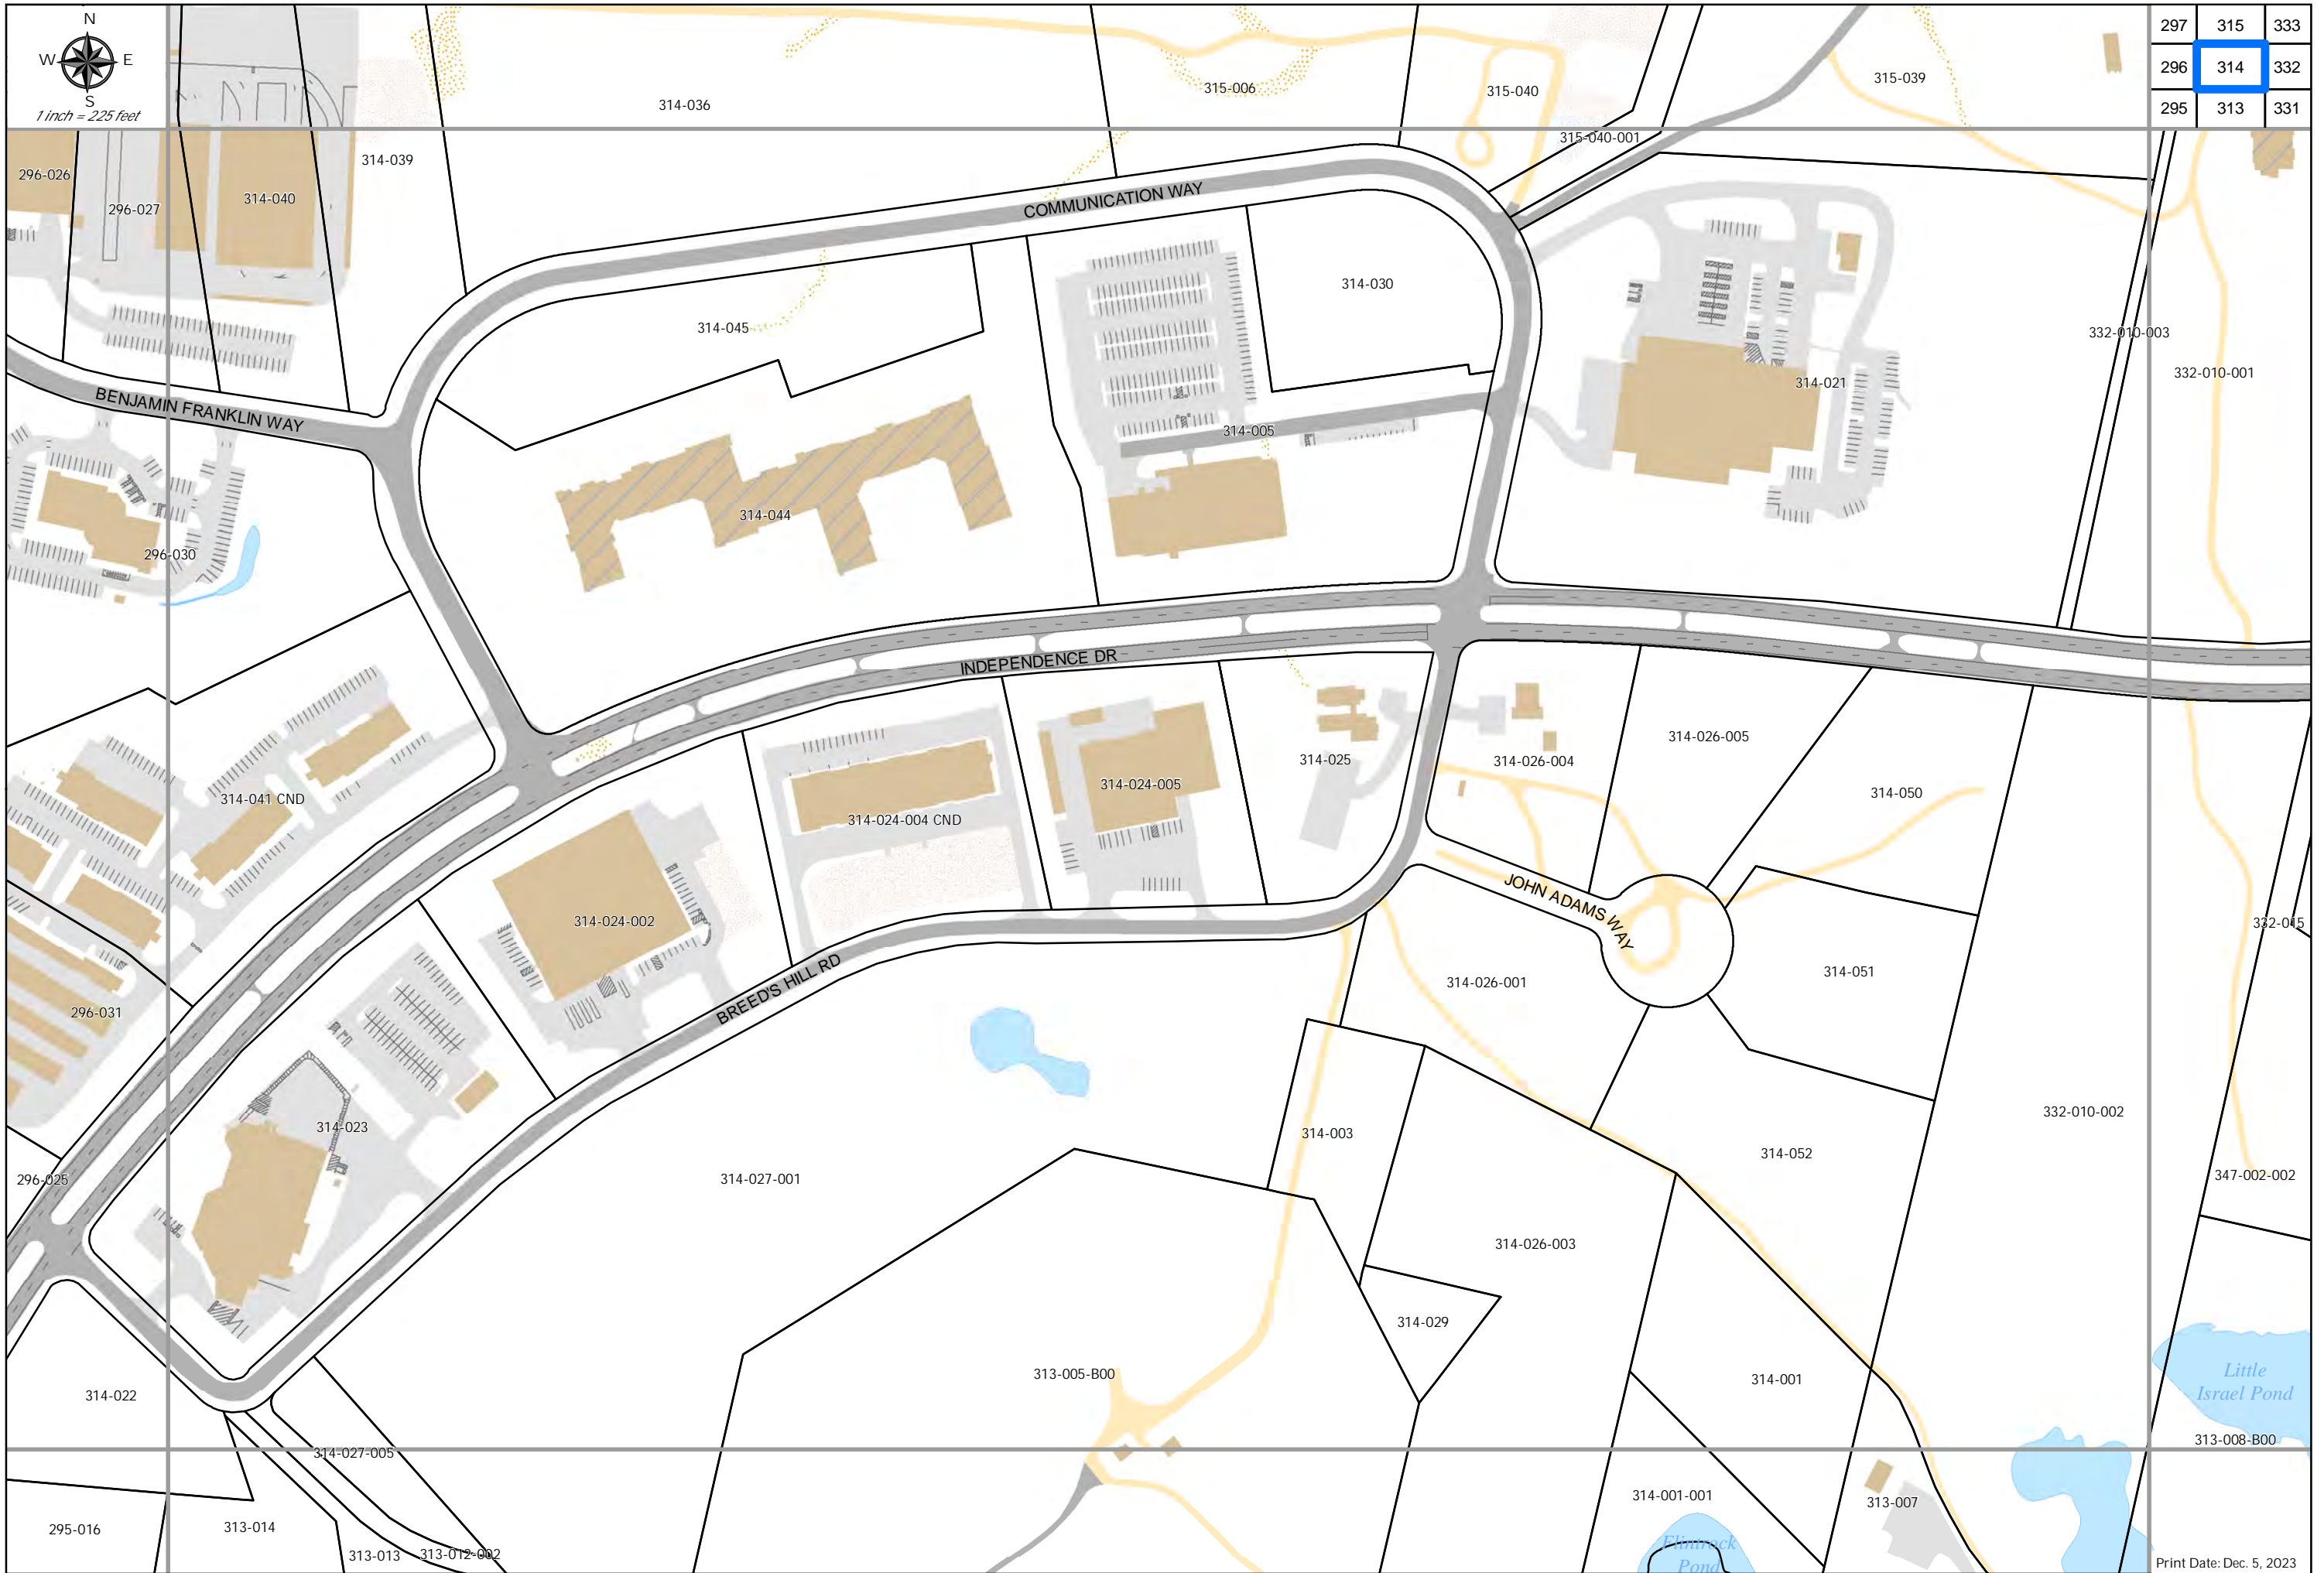 N
W E
S
1 inch = 225 feet
297 315 333
296 314 332
295 313 331
314-036
315-006
315-040
315-039
315-040-001
314-039
296-026
296-027
314-040
COMMUNICATION WAY
314-030
314-045
332-010-003
332-010-001
314-021
BENJAMIN FRANKLIN WAY
314-005
314-044
296-030
INDEPENDENCE DR
314-026-005
314-025
314-026-004
314-024-005
314-050
314-041 CND
314-024-004 CND
JOHN ADAMS WAY
314-024-002
332-015
314-051
314-026-001
BREED'S HILL RD
296-031
332-010-002
314-023
314-003
314-052
296-025
314-027-001
347-002-002
314-026-003
314-029
313-005-B00
314-001
Little
Israel Pond
314-022
313-008-B00
314-027-005
314-001-001
313-007
295-016
313-014
Flintrock
Pond
313-013
313-012-002
Print Date: Dec. 5, 2023